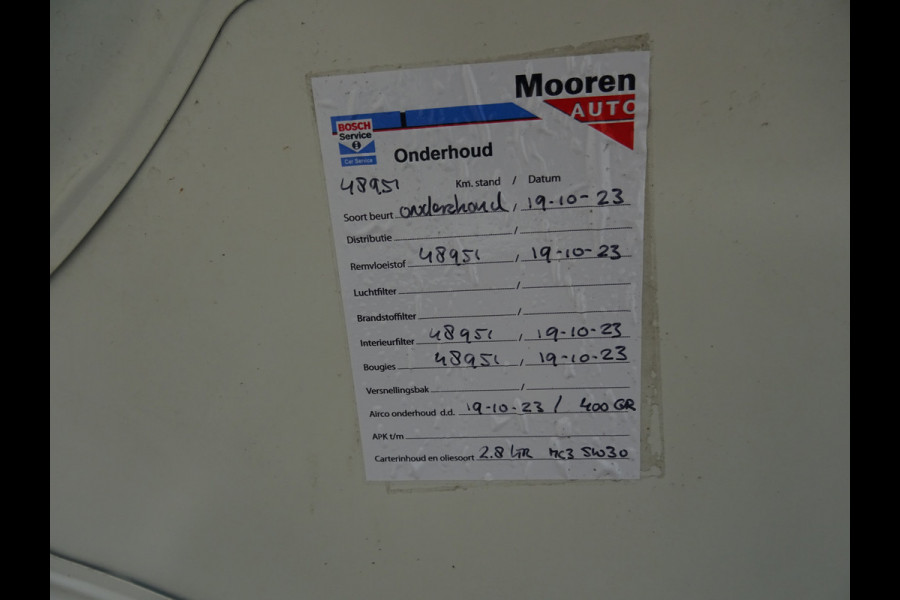 Mooren
AUTO
BOSCH
Service
Car Service
Onderhoud
48951 Km. stand / Datum
Soort beurt onderhoud / 19-10-23
Distributie /
Remvloeistof 48951 / 19-10-23
Luchtfilter /
Brandstoffilter /
Interieurfilter 48951 / 19-10-23
Bougies 48951 / 19-10-23
Versnellingsbak /
Airco onderhoud d.d. 19-10-23 / 400 GR
APK t/m
Carterinhoud en oliesoort 2.8 LTR 5W30